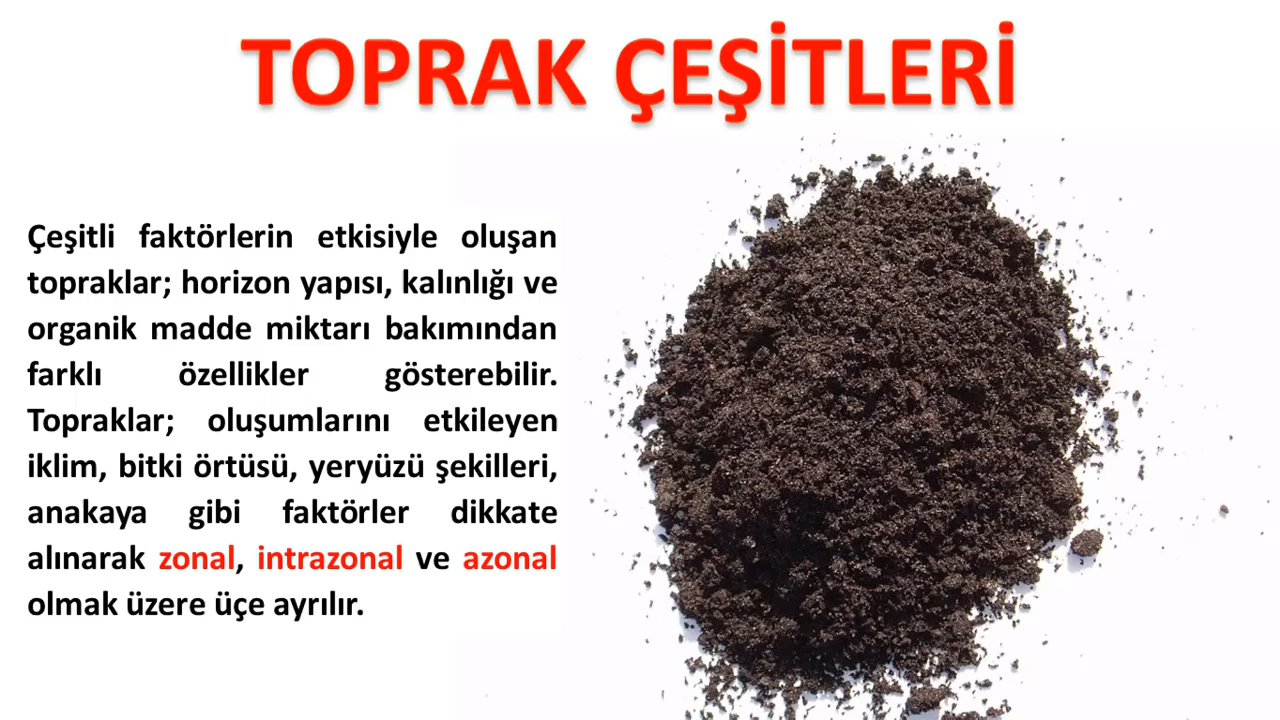 TOPRAK ÇEŞİTLERİ
Çeşitli faktörlerin etkisiyle oluşan
topraklar; horizon yapısı, kalınlığı ve
organik madde miktarı bakımından
farklı özellikler gösterebilir.
Topraklar; oluşumlarını etkileyen
iklim, bitki örtüsü, yeryüzü şekilleri,
anakaya gibi faktörler dikkate
alınarak zonal, intrazonal ve azonal
olmak üzere üçe ayrılır.